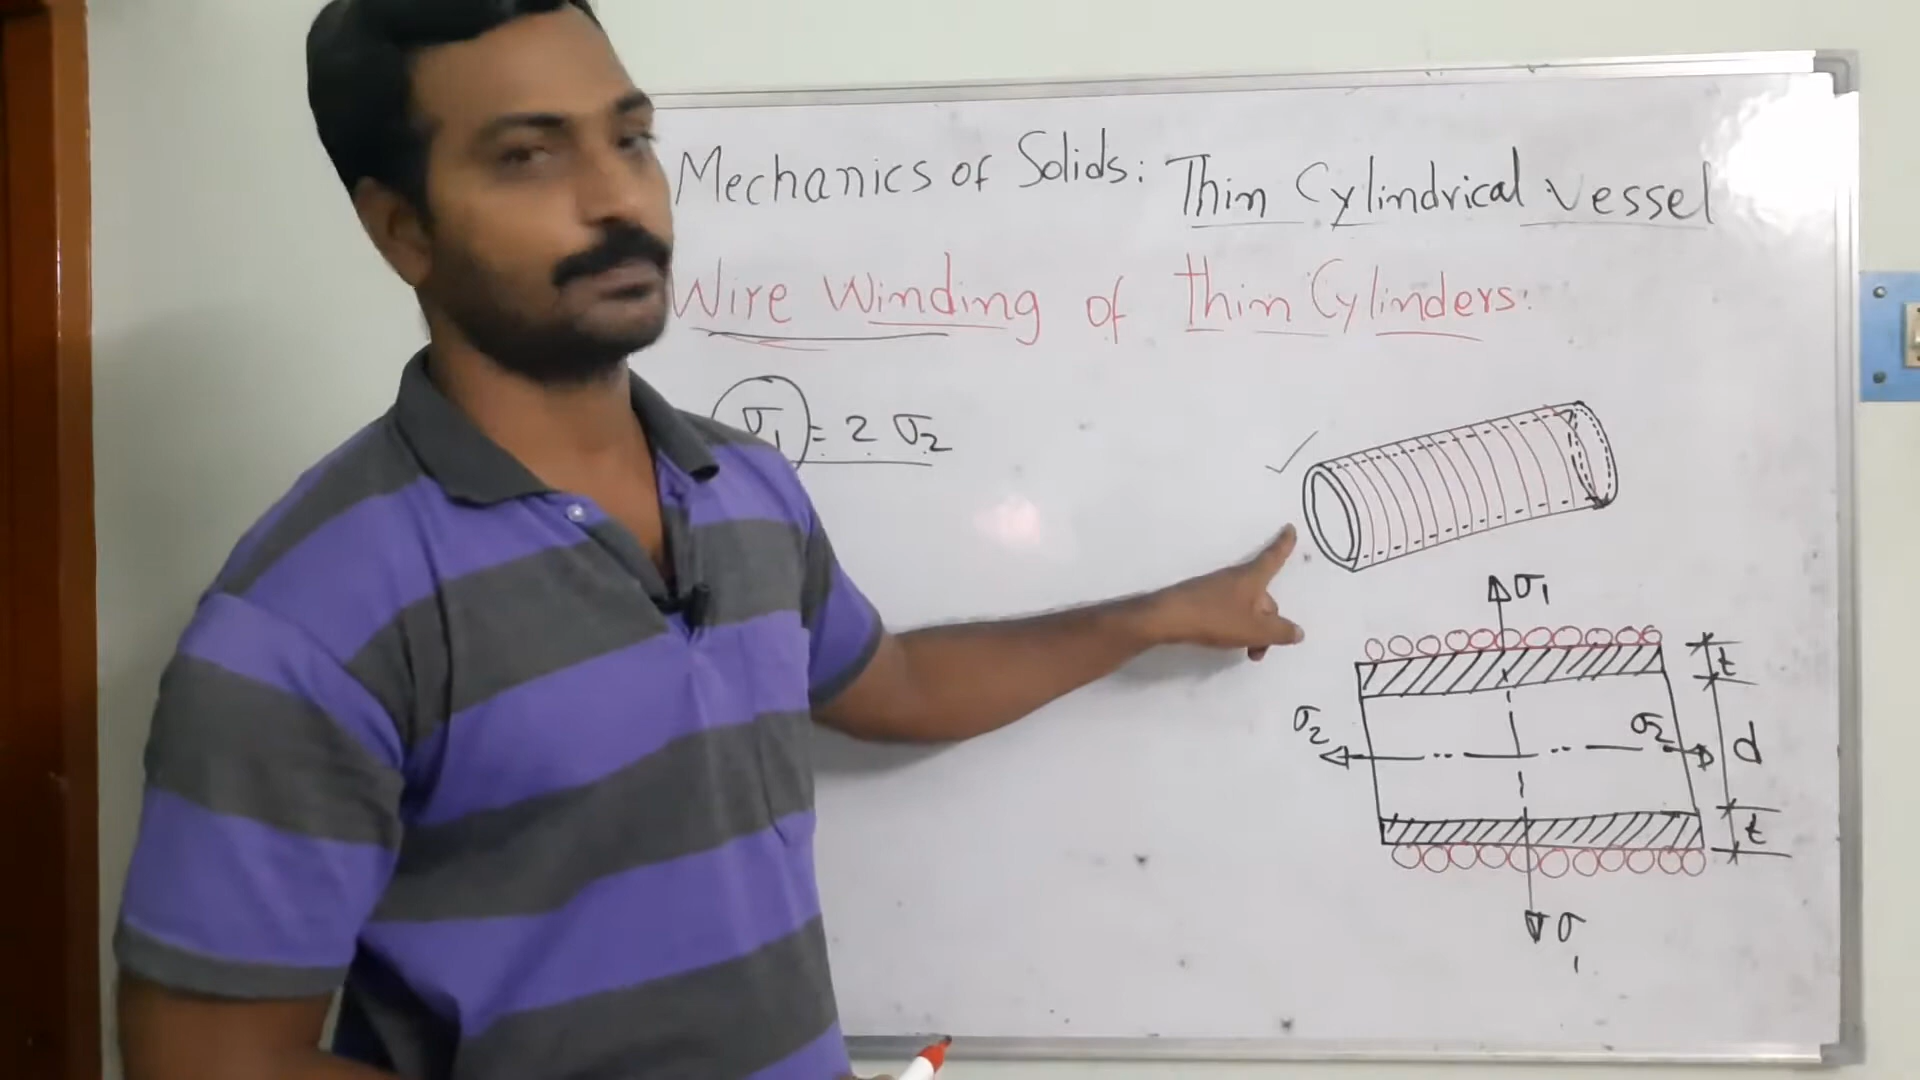 Mechanics of Solids: Thin Cylindrical Vessel
Wire Winding of thin Cylinders:
σ1 = 2 σ2
σ1
t
σ2
σ2
d
t
σ1